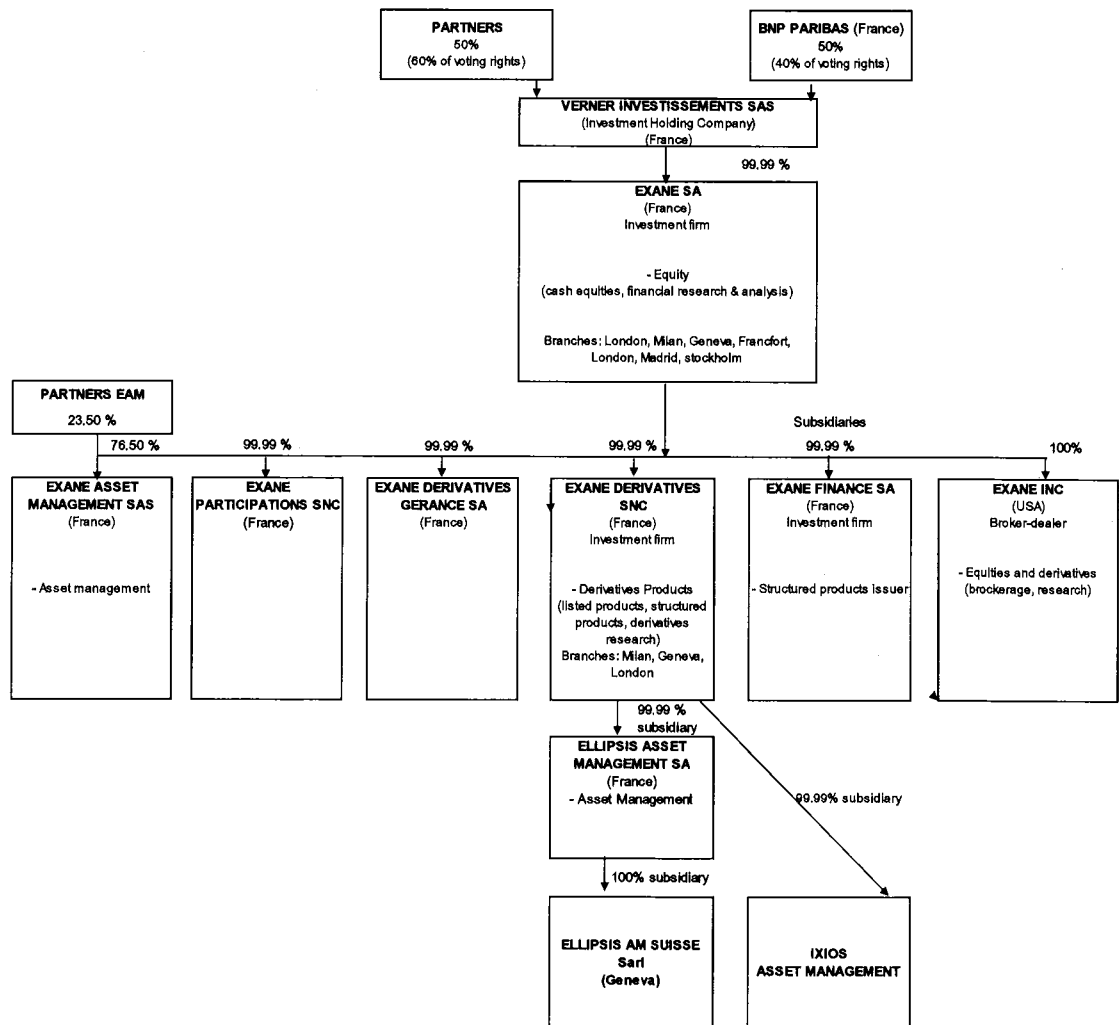 PARTNERS
50%
(60% of voting rights)
BNP PARIBAS (France)
50%
(40% of voting rights)
VERNER INVESTISSEMENTS SAS
(Investment Holding Company)
(France)
99.99 %
EXANE SA
(France)
Investment firm
- Equity
(cash equities, financial research & analysis)
Branches: London, Milan, Geneva, Francfort,
London, Madrid, stockholm
PARTNERS EAM
23.50 %
Subsidiaries
76.50 %
99.99 %
99.99 %
99.99 %
99.99 %
100%
EXANE ASSET
MANAGEMENT SAS
(France)
- Asset management
EXANE
PARTICIPATIONS SNC
(France)
EXANE DERIVATIVES
GERANCE SA
(France)
EXANE DERIVATIVES
SNC
(France)
Investment firm
- Derivatives Products
(listed products, structured
products, derivatives
research)
Branches: Milan, Geneva,
London
EXANE FINANCE SA
(France)
Investment firm
- Structured products issuer
EXANE INC
(USA)
Broker-dealer
- Equities and derivatives
(brockerage, research)
99.99 %
subsidiary
ELLIPSIS ASSET
MANAGEMENT SA
(France)
- Asset Management
99.99% subsidiary
100% subsidiary
ELLIPSIS AM SUISSE
Sarl
(Geneva)
IXIOS
ASSET MANAGEMENT